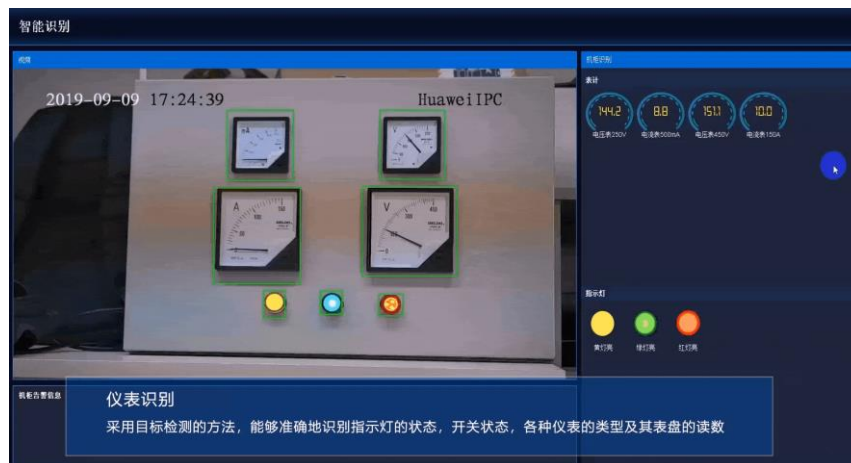 智能识别
视频
机柜识别
表计
2019-09-09 17:24:39
HuaweiIPC
144.2
8.8
151.1
10.0
电压表250V
电流表500mA
电压表450V
电流表150A
mA
V
A
150
100
50
V
450
300
指示灯
黄灯亮
绿灯亮
红灯亮
机柜告警信息
仪表识别
采用目标检测的方法，能够准确地识别指示灯的状态，开关状态，各种仪表的类型及其表盘的读数